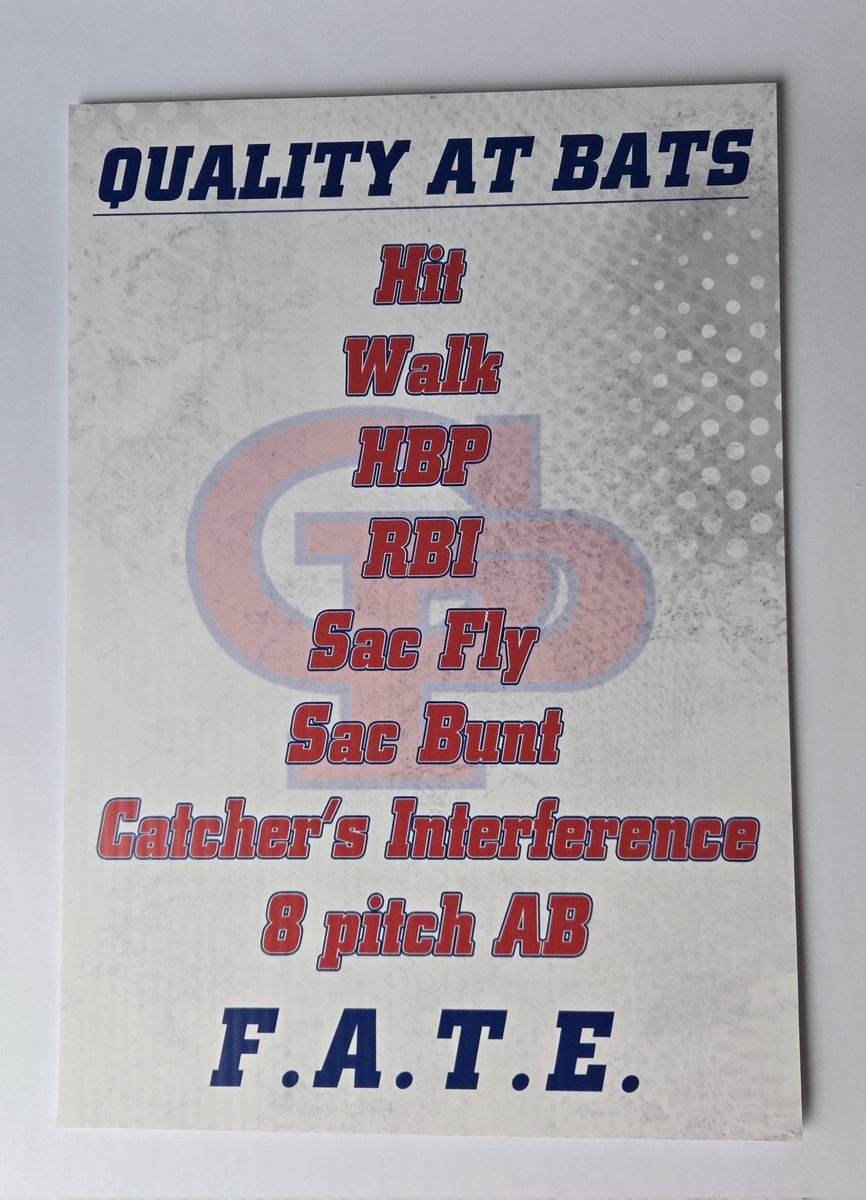 QUALITY AT BATS
Hit
Walk
HBP
RBI
Sac Fly
Sac Bunt
Catcher's Interference
8 pitch AB
F.A.T.E.